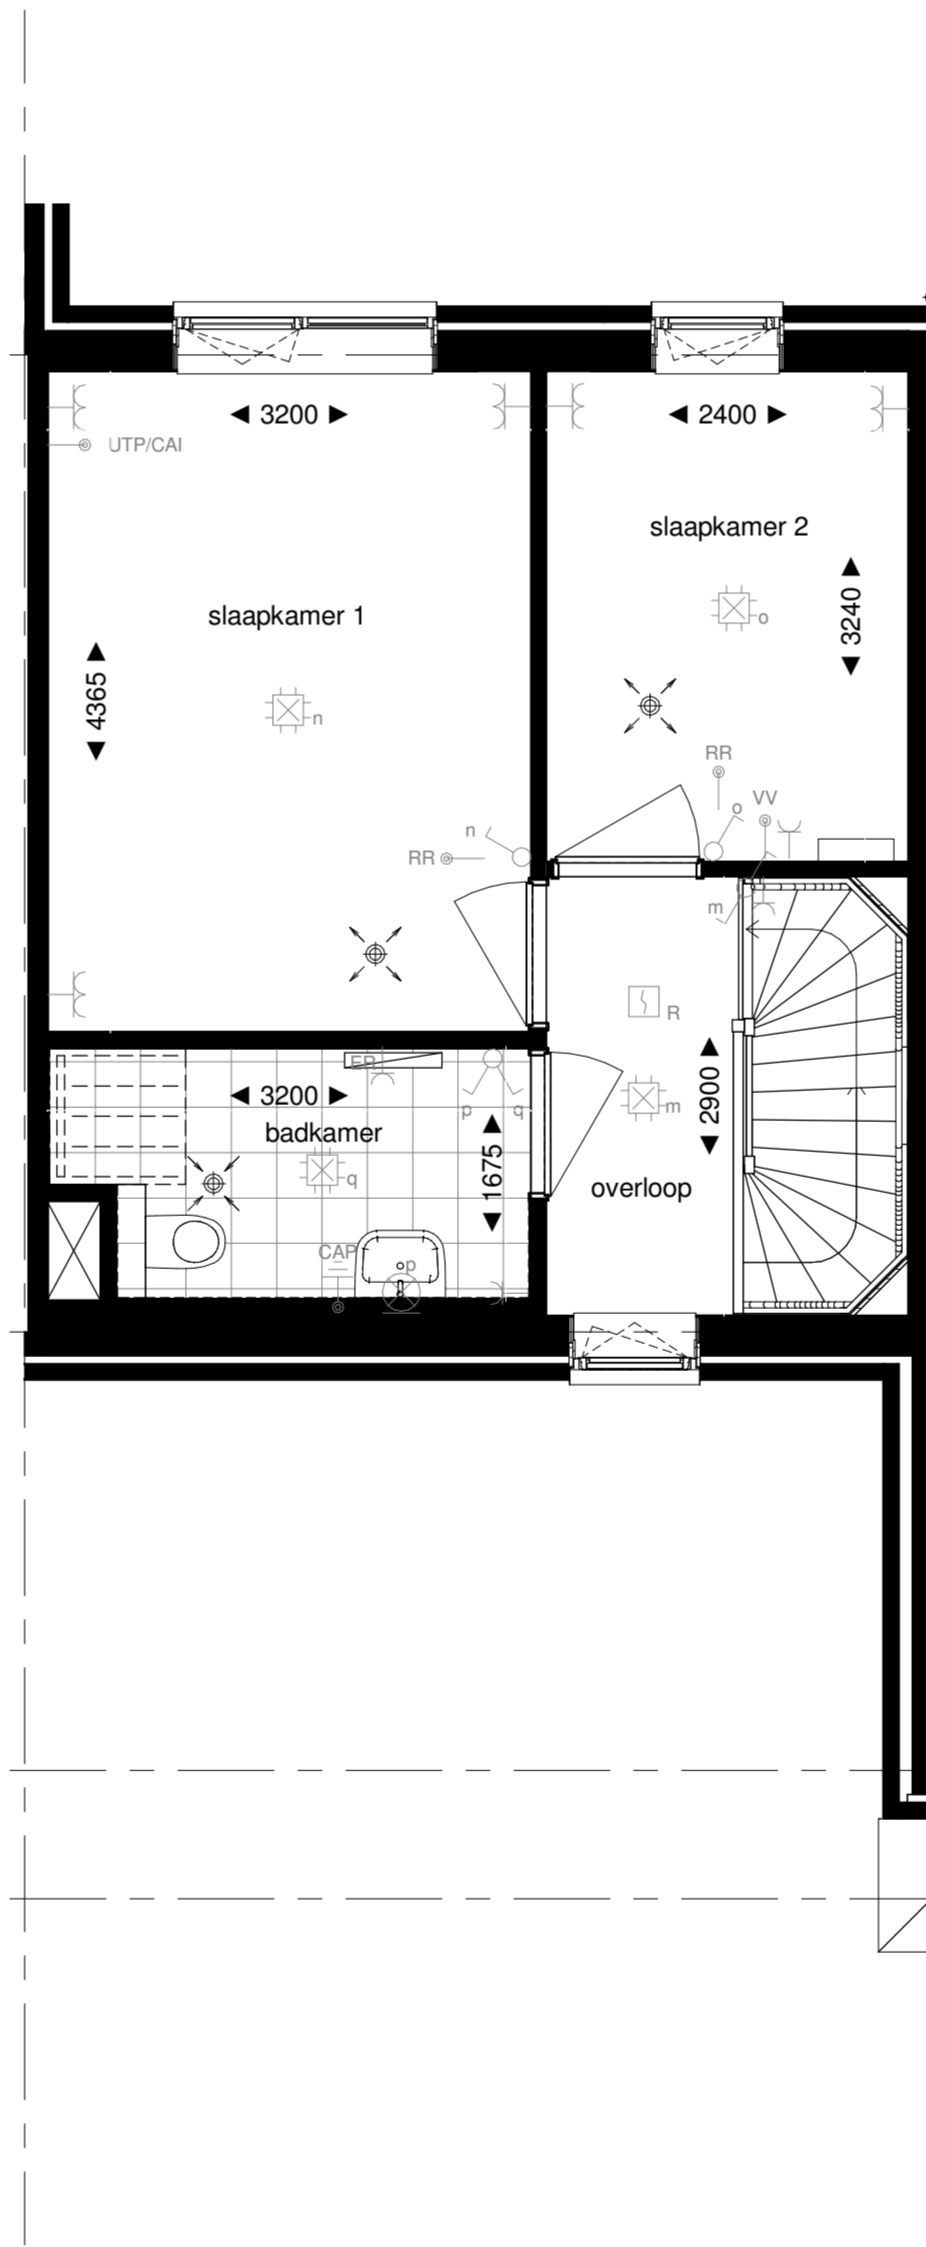 ◄ 3200 ►
◄ 2400 ►
UTP/CAI
slaapkamer 2
slaapkamer 1
◄ 3240 ►
o
◄ 4365 ►
n
RR
VV
o
n
RR
m
R
ER
◄ 3200 ►
m
◄ 2900 ►
p q
badkamer
◄ 1675 ►
q
overloop
CAP
p